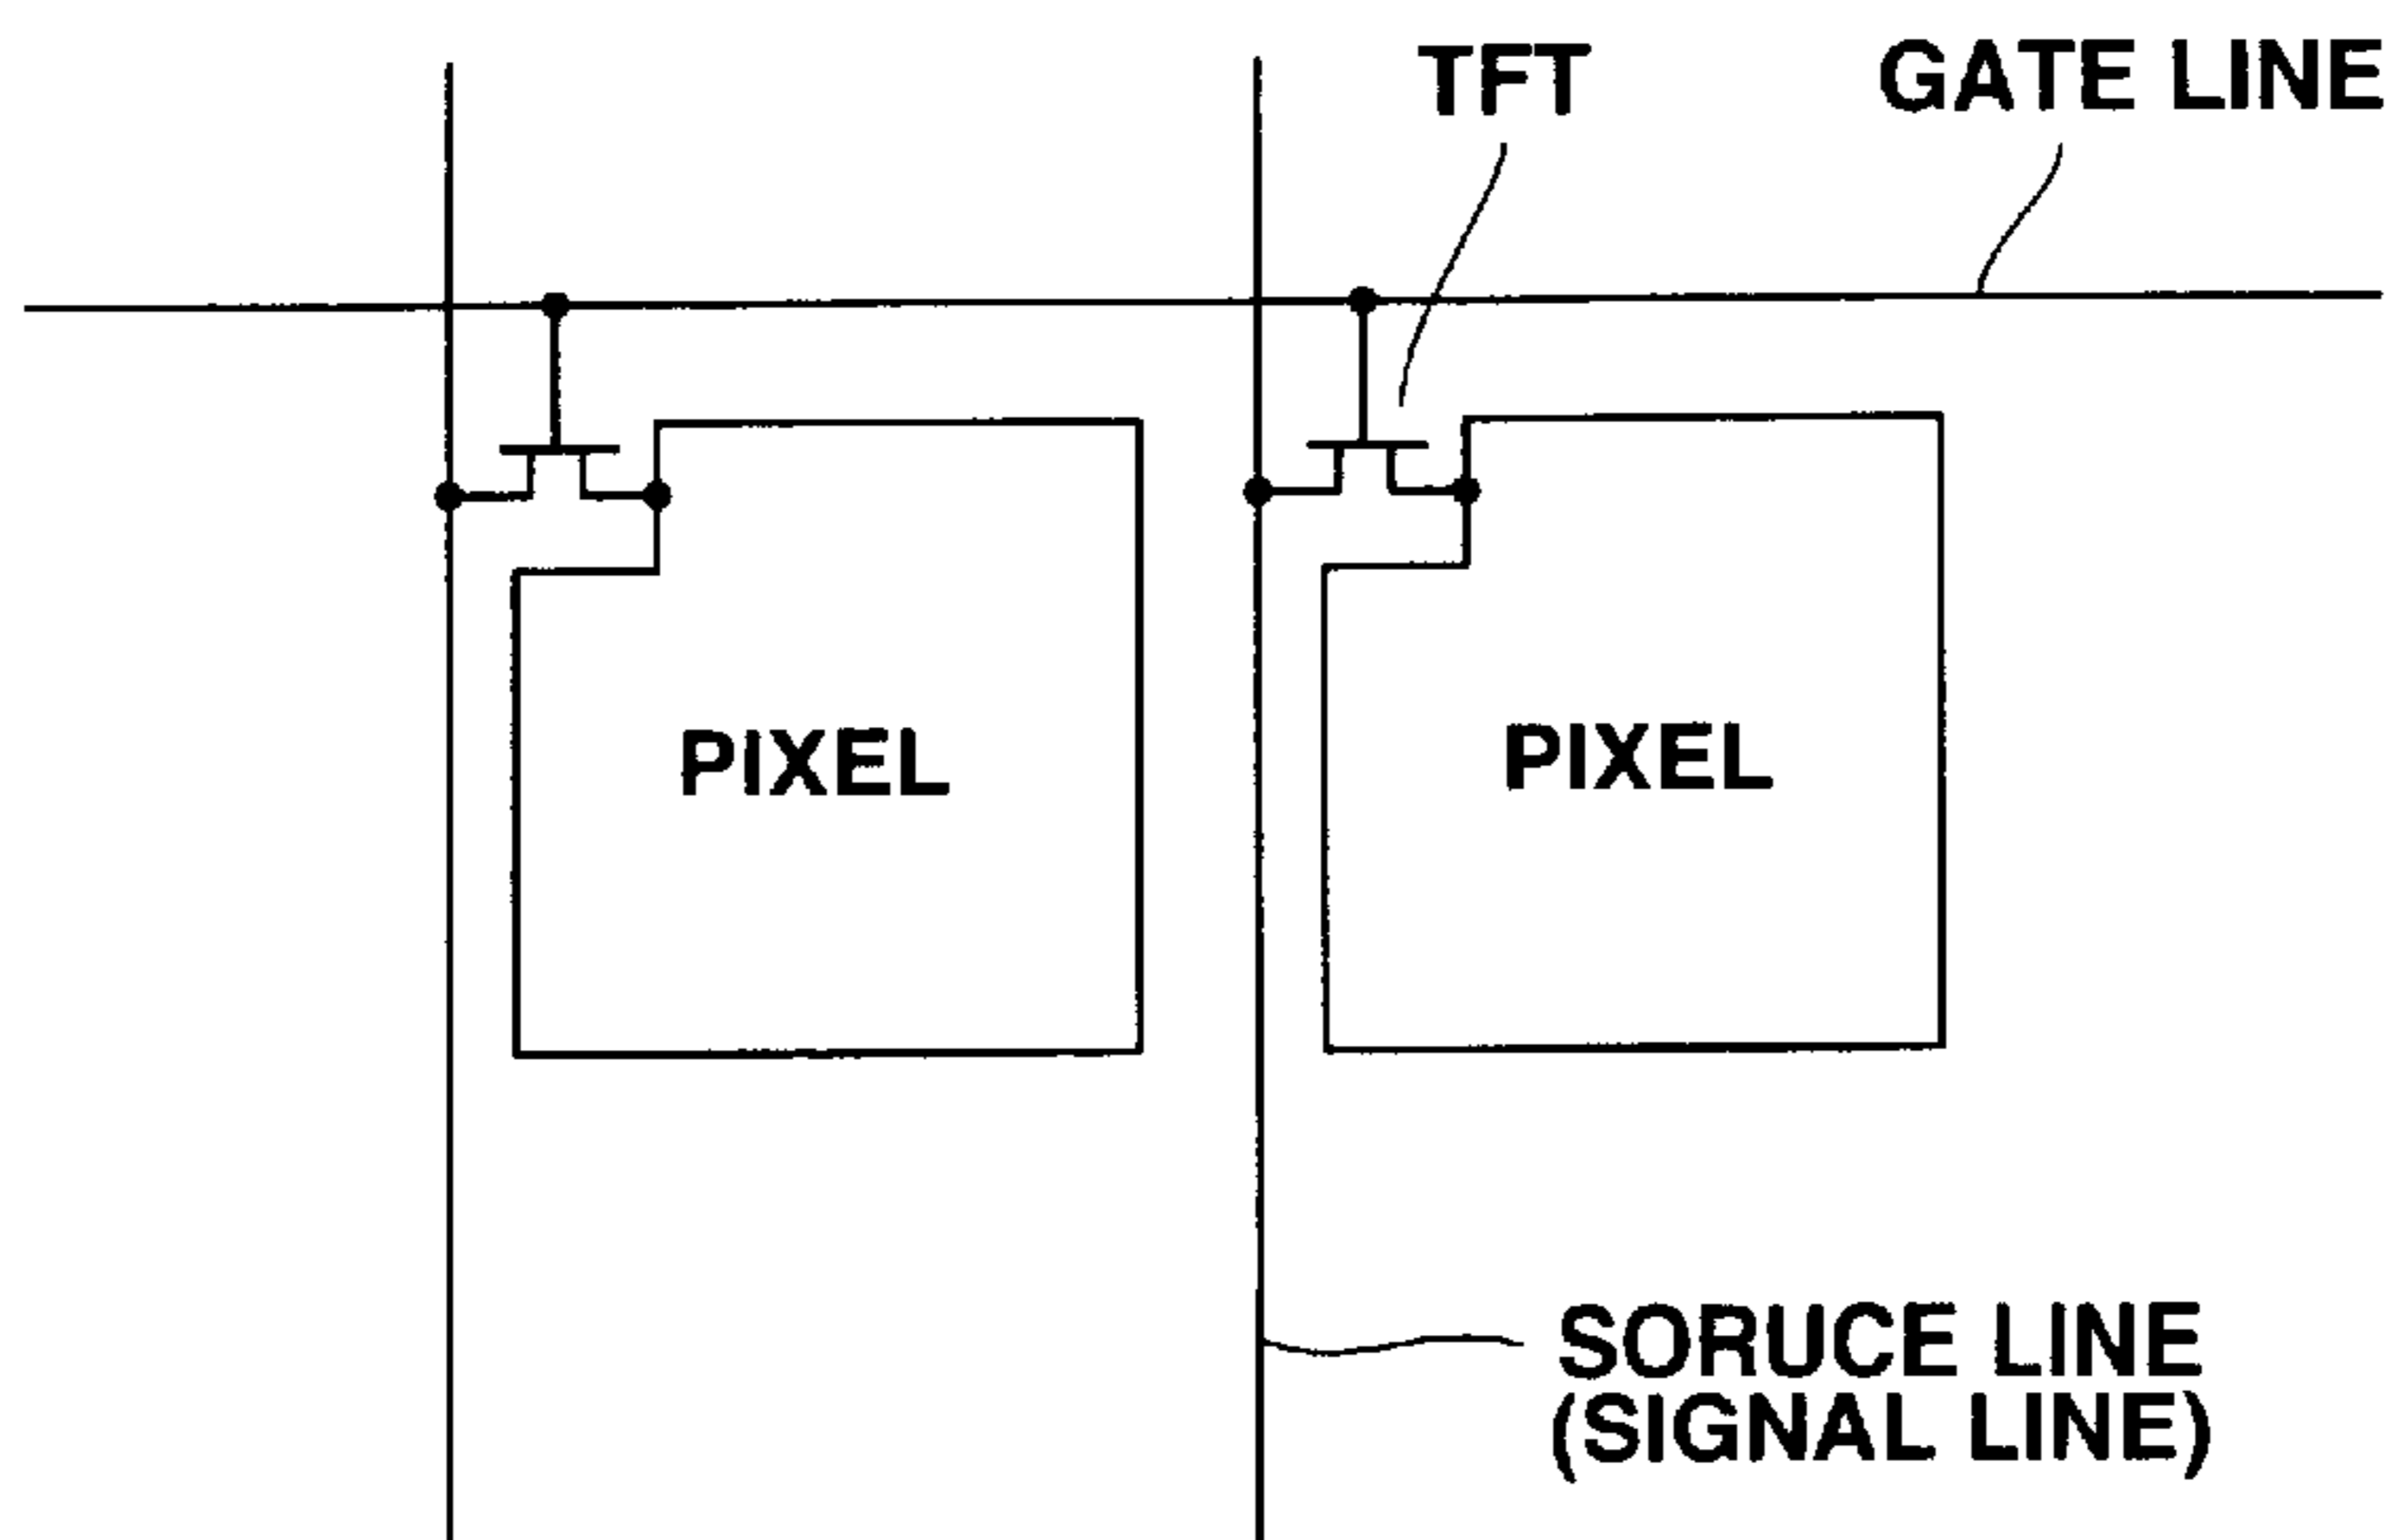 TFT
GATE LINE
PIXEL
PIXEL
SORUCE LINE
(SIGNAL LINE)